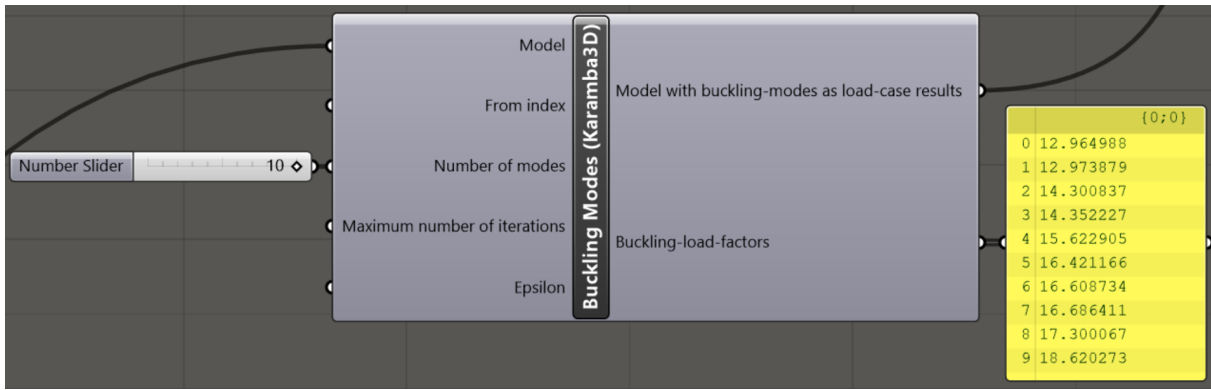 Model
From index
Number Slider 10
Number of modes
Maximum number of iterations
Epsilon
Buckling Modes (Karamba3D)
Model with buckling-modes as load-case results
Buckling-load-factors
{0;0}
0 12.964988
1 12.973879
2 14.300837
3 14.352227
4 15.622905
5 16.421166
6 16.608734
7 16.686411
8 17.300067
9 18.620273